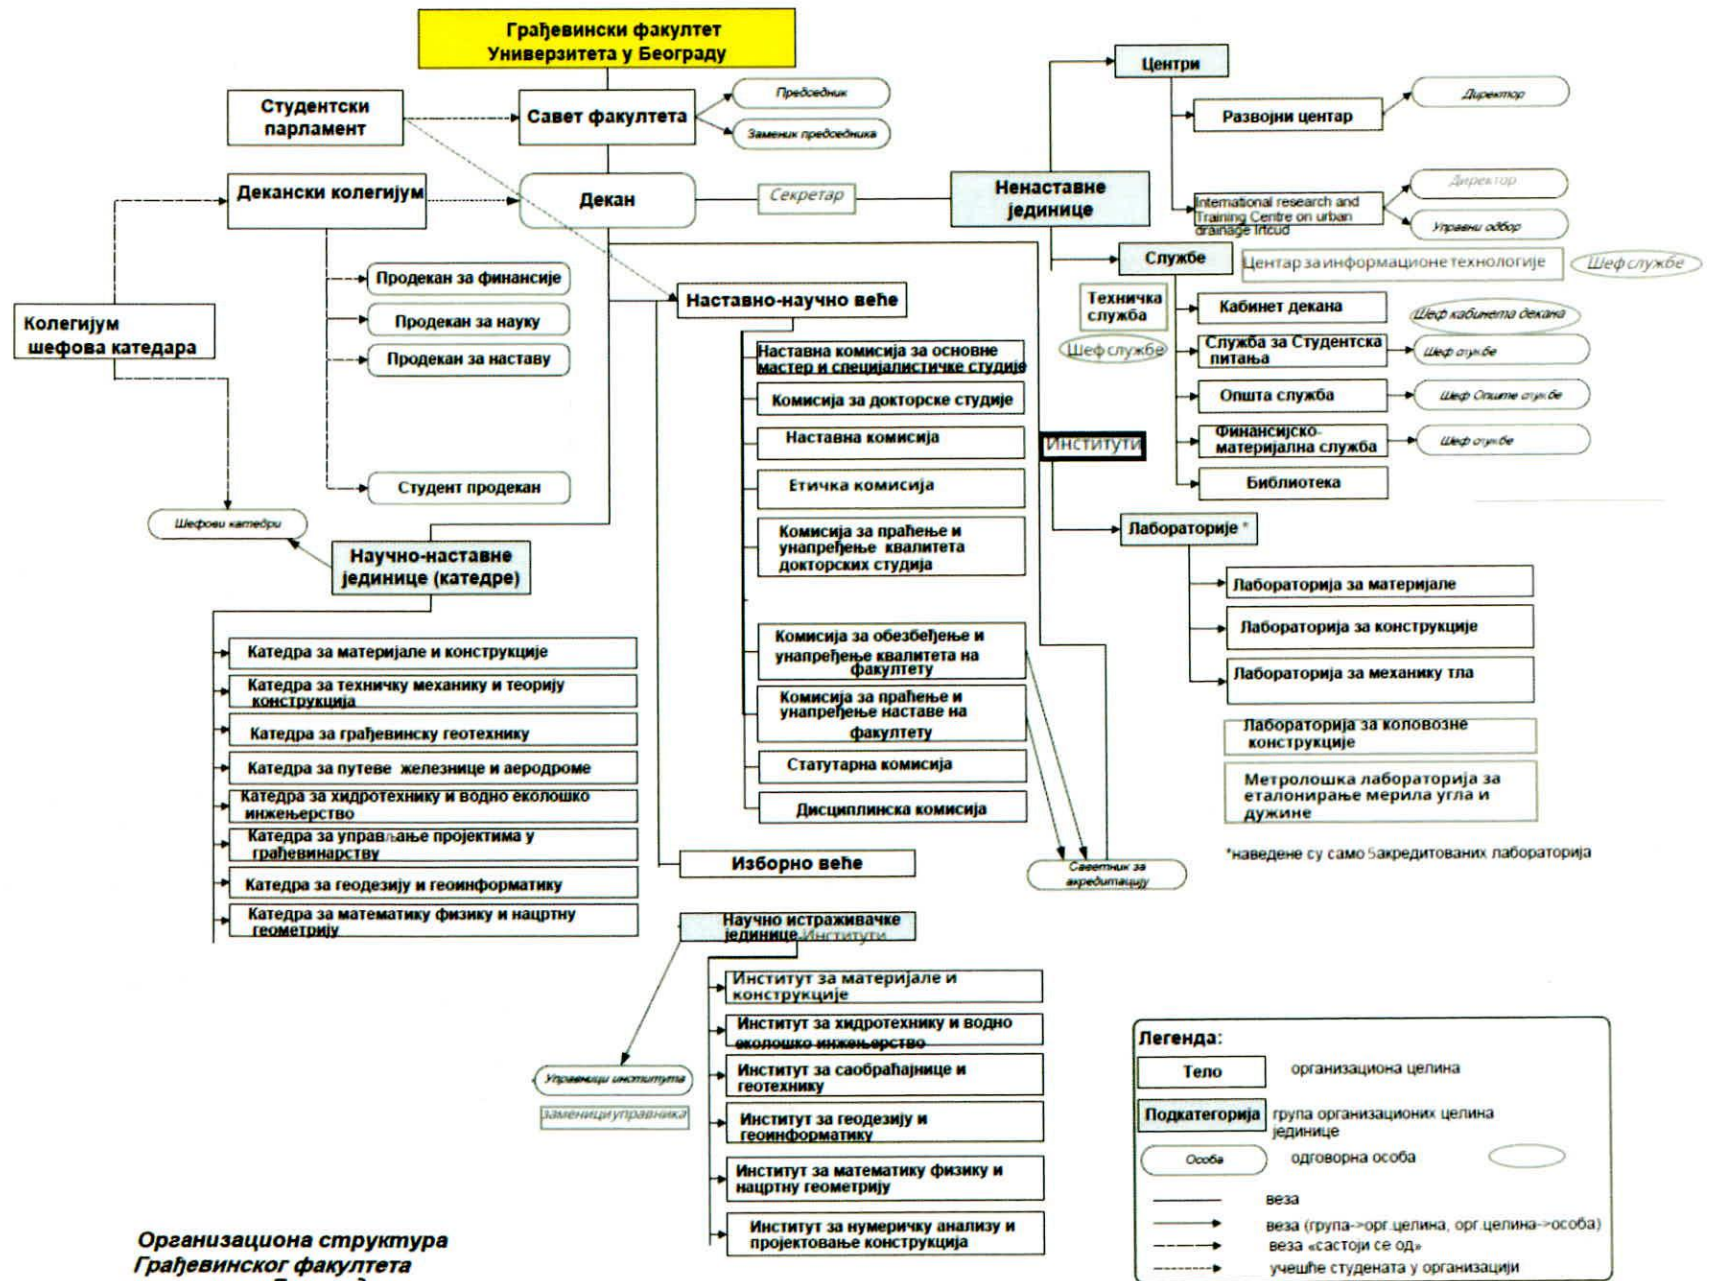 Грађевински факултет
Универзитета у Београду
Студентски
парламент
Савет факултета
Председник
Заменик председника
Декански колегијум
Декан
Секретар
Ненаставне
јединице
Центри
Развојни центар
Директор
International research and
Training Centre on urban
drainage Irtcud
Директор
Управни одбор
Службе
Центар за информационе технологије
Шеф службе
Техничка
служба
Шеф службе
Кабинет декана
Шеф кабинета декана
Служба за Студентска
питања
Шеф службе
Општа служба
Шеф Опште службе
Финансијско-
материјална служба
Шеф службе
Библиотека
Продекан за финансије
Продекан за науку
Продекан за наставу
Студент продекан
Колегијум
шефова катедара
Шефови катедри
Научно-наставне
јединице (катедре)
Катедра за материјале и конструкције
Катедра за техничку механику и теорију
конструкција
Катедра за грађевинску геотехнику
Катедра за путеве железнице и аеродроме
Катедра за хидротехнику и водно еколошко
инжењерство
Катедра за управљање пројектима у
грађевинарству
Катедра за геодезију и геоинформатику
Катедра за математику физику и нацртну
геометрију
Наставно-научно веће
Наставна комисија за основне
мастер и специјалистичке студије
Комисија за докторске студије
Наставна комисија
Етичка комисија
Комисија за праћење и
унапређење квалитета
докторских студија
Комисија за обезбеђење и
унапређење квалитета на
факултету
Комисија за праћење и
унапређење наставе на
факултету
Статутарна комисија
Дисциплинска комисија
Изборно веће
Саветник за
акредитацију
Институти
Лабораторије *
Лабораторија за материјале
Лабораторија за конструкције
Лабораторија за механику тла
Лабораторија за коловозне
конструкције
Метролошка лабораторија за
еталонирање мерила угла и
дужине
*наведене су само 5акредитованих лабораторија
Научно истраживачке
јединице-Институти
Институт за материјале и
конструкције
Институт за хидротехнику и водно
еколошко инжењерство
Институт за саобраћајнице и
геотехнику
Институт за геодезију и
геоинформатику
Институт за математику физику и
нацртну геометрију
Институт за нумеричку анализу и
пројектовање конструкција
Управници института
заменици управника
Легенда:
Тело
организациона целина
Подкатегорија
група организационих целина
јединице
Особа
одговорна особа
веза
веза (група->орг.целина, орг.целина->особа)
веза «састоји се од»
учешће студената у организацији
Организациона структура
Грађевинског факултета